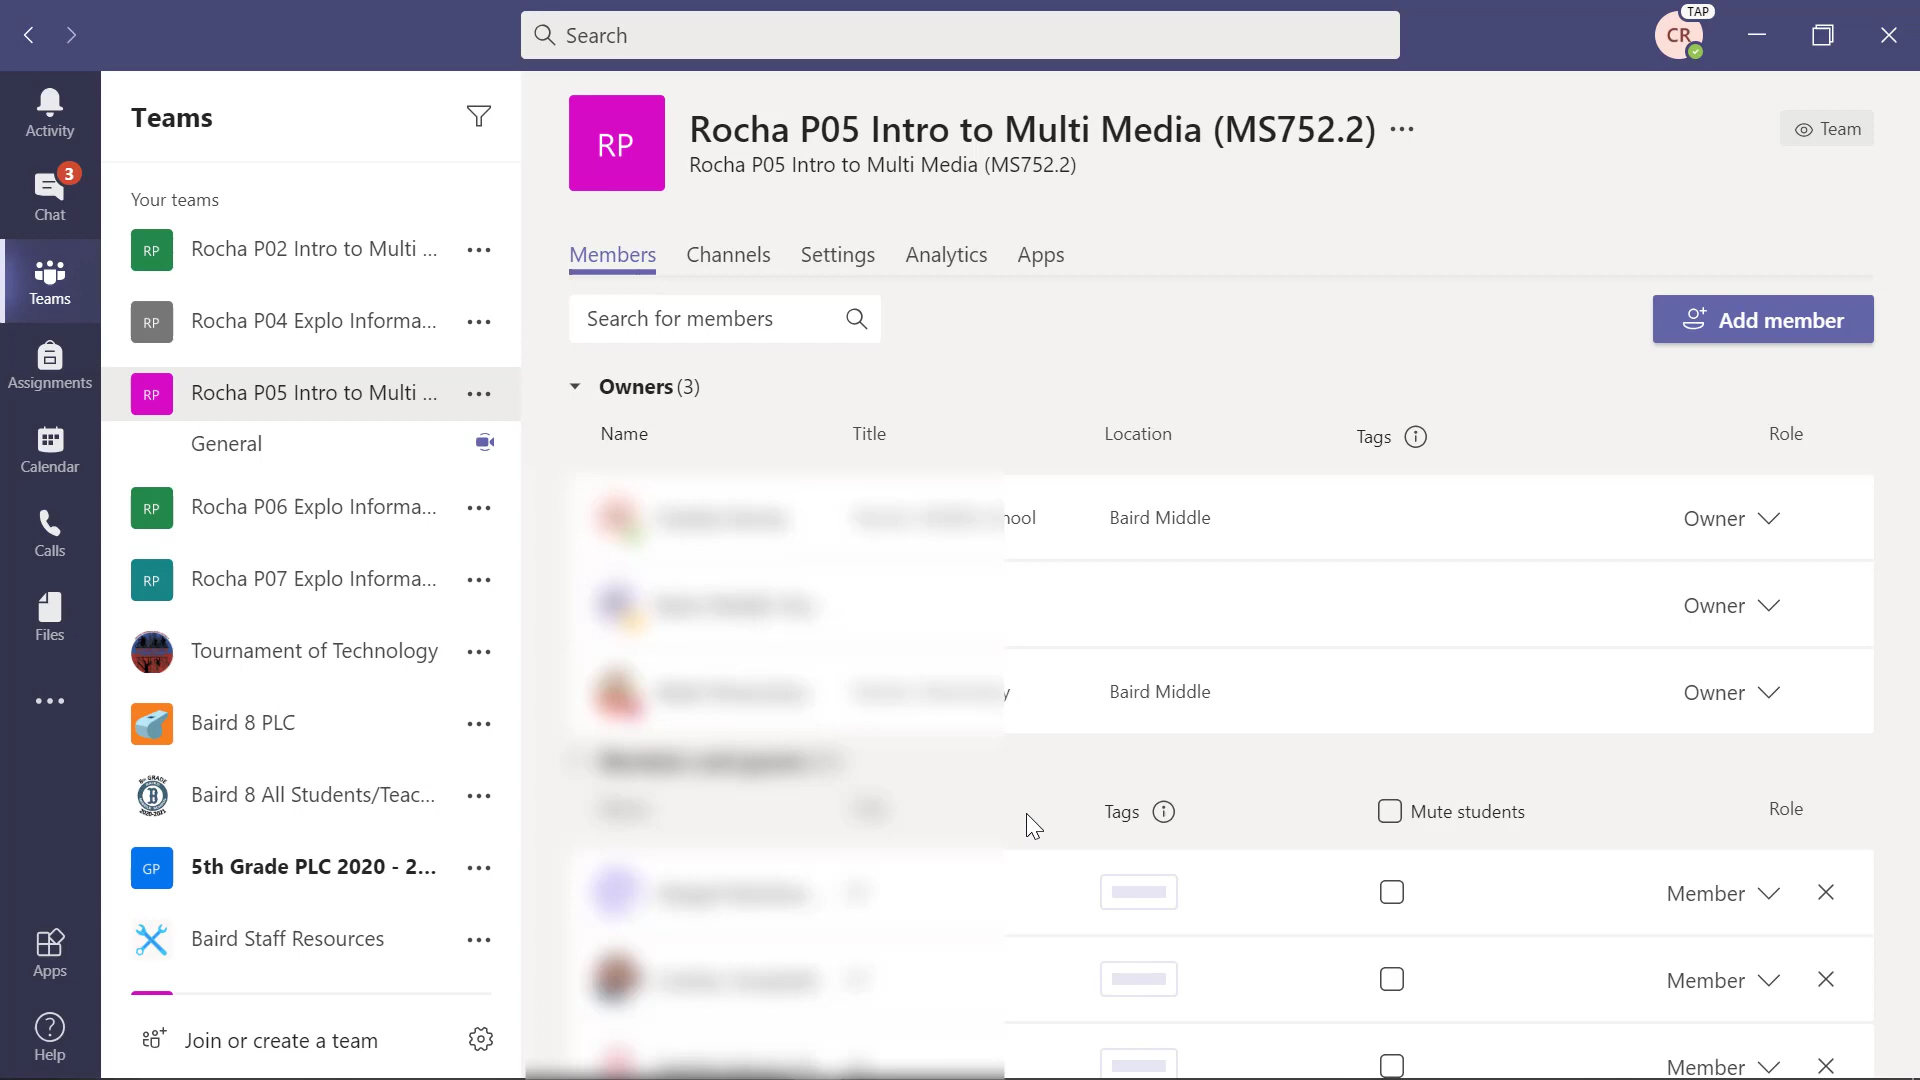 Search
TAP
CR
Activity
3
Chat
Teams
Assignments
Calendar
Calls
Files
Apps
Help
Teams
Your teams
RP Rocha P02 Intro to Multi ...
RP Rocha P04 Explo Informa...
RP Rocha P05 Intro to Multi ...
General
RP Rocha P06 Explo Informa...
RP Rocha P07 Explo Informa...
Tournament of Technology
Baird 8 PLC
8th GRADE
B
2020-2021
Baird 8 All Students/Teac...
GP 5th Grade PLC 2020 - 2...
Baird Staff Resources
Join or create a team
RP
Rocha P05 Intro to Multi Media (MS752.2) ...
Rocha P05 Intro to Multi Media (MS752.2)
Team
Members Channels Settings Analytics Apps
Search for members
Add member
Owners (3)
Name Title Location Tags Role
Baird Middle Owner
Owner
Baird Middle Owner
Tags Mute students Role
Member
Member
Member